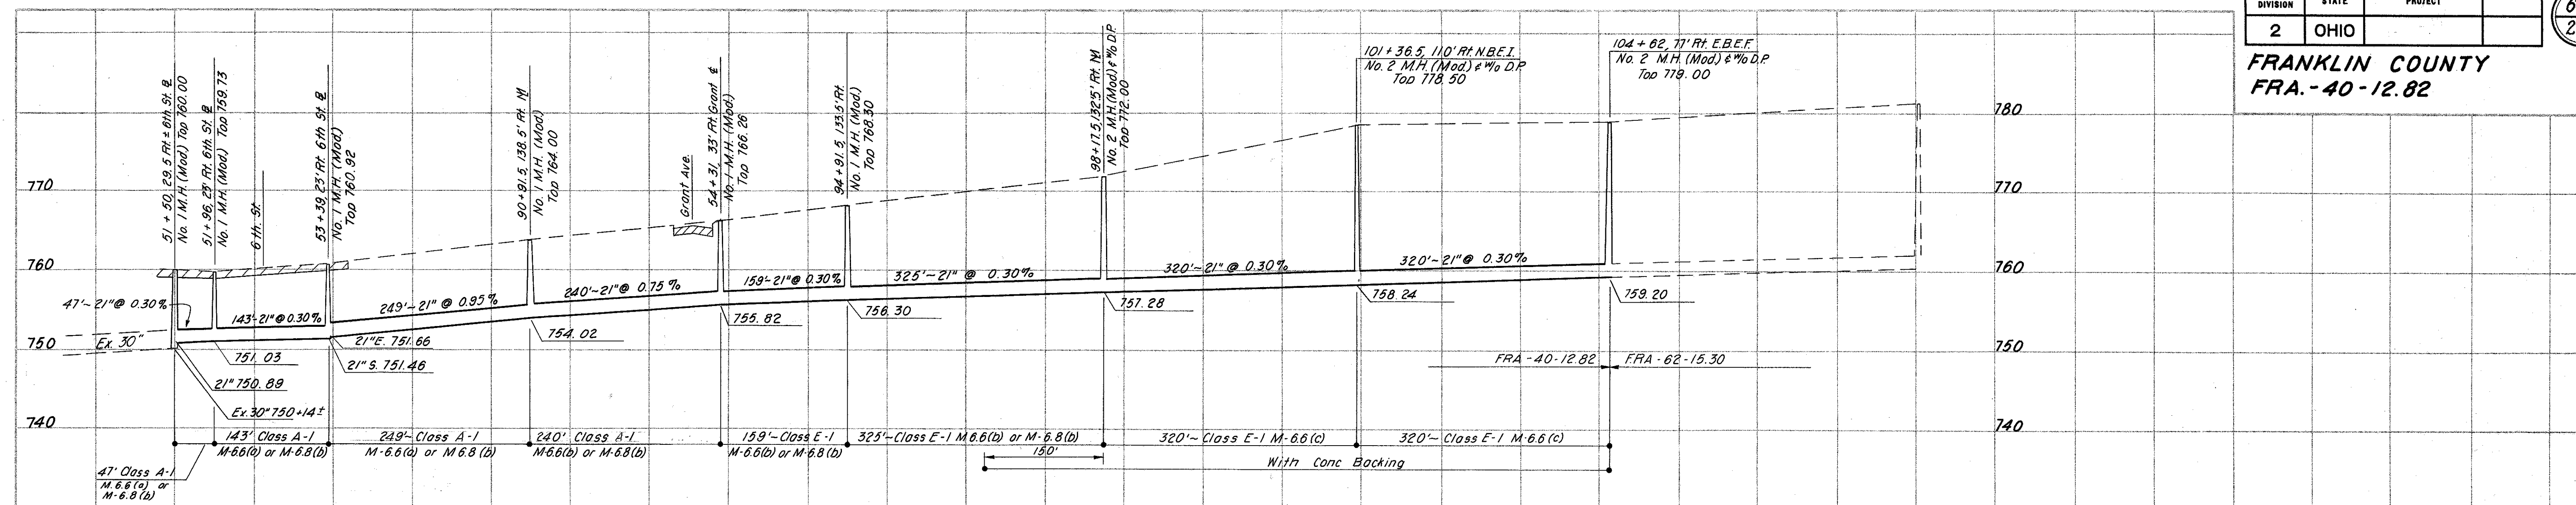 DIVISION
STATE
PROJECT
2
OHIO
FRANKLIN COUNTY
FRA.-40-12.82
51 + 50, 29.5 Rt. ± 6th. St. ₧
No. 1 M.H. (Mod.) Top 760.00
51 + 96, 23' Rt. 6th. St. ₧
No. 1 M.H. (Mod) Top 759.73
6 th. St.
53 + 39, 23' Rt. 6th St. ₧
No. 1 M.H. (Mod)
Top 760.92
90+91.5, 138.5' Rt.
No. 1 M.H. (Mod)
Top 764.00
Grant Ave.
54 + 31, 33' Rt. Grant ℄
No. 1 M.H. (Mod.)
Top 766.26
94 + 91.5, 133.5' Rt.
No. 1 M.H. (Mod.)
Top 768.30
98+17.5, 132.5' Rt.
No. 2 M.H. (Mod) ¢ W/o D.P.
Top 772.00
101 + 36.5, 110' Rt. N.B.E.I.
No. 2 M.H. (Mod.) ¢ W/o D.P.
Top 778.50
104 + 62, 77' Rt. E.B.E.F.
No. 2 M.H. (Mod.) ¢ W/o D.P.
Top 779.00
780
770
770
760
760
750
750
740
740
47'~21" @ 0.30%
143'-21" @ 0.30%
249'~21" @ 0.95%
240'~21" @ 0.75%
159'-21" @ 0.30%
325'~21" @ 0.30%
320'~21" @ 0.30%
320'~21" @ 0.30%
Ex. 30"
751.03
21" 750.89
Ex. 30" 750+14±
21" E. 751.66
21" S. 751.46
754.02
755.82
756.30
757.28
758.24
759.20
FRA-40-12.82
FRA-62-15.30
47' Class A-1
M.6.6 (a) or
M-6.8 (b)
143' Class A-1
M-6.6(a) or M-6.8(b)
249'~ Class A-1
M-6.6(a) or M 6.8 (b)
240' Class A-1
M-6.6(b) or M-6.8(b)
159'~Class E-1
M-6.6(b) or M-6.8(b)
325'~Class E-1 M 6.6(b) or M-6.8(b)
150'
320'~ Class E-1 M-6.6 (c)
320'~ Class E-1 M-6.6 (c)
With Conc Backing